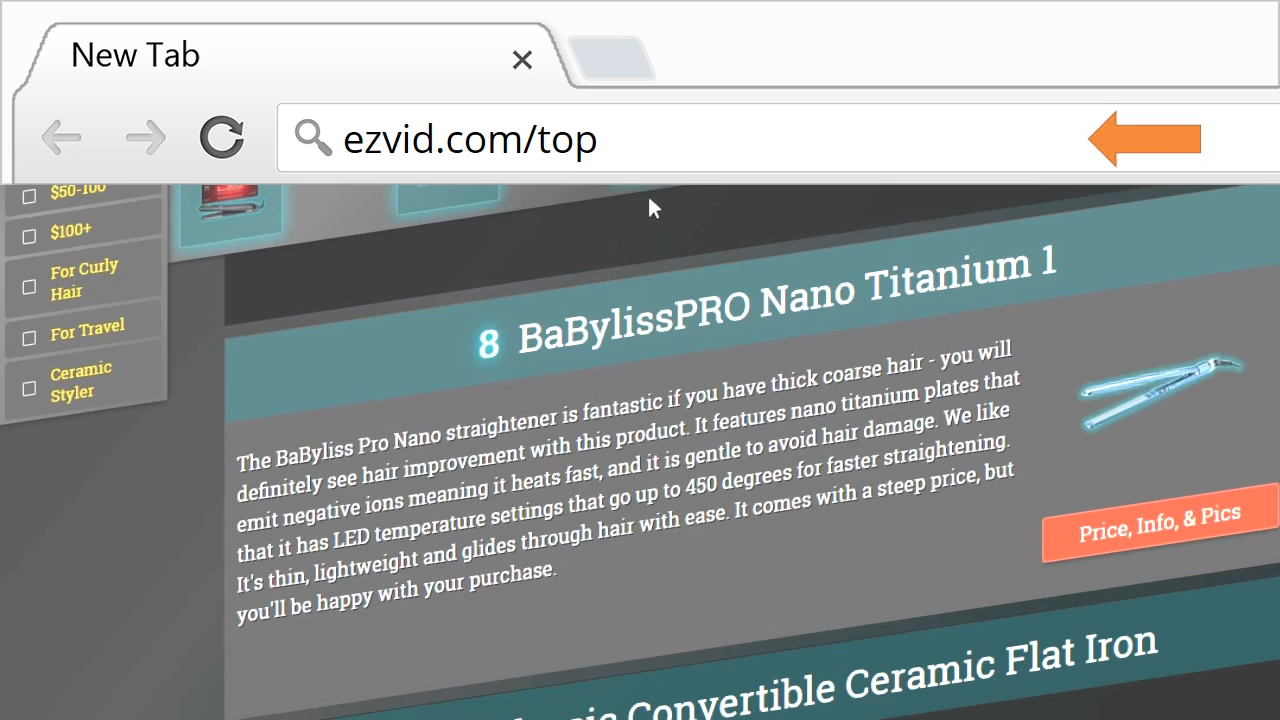 New Tab
ezvid.com/top
$50-100
$100+
For Curly
Hair
For Travel
Ceramic
Styler
8 BaBylissPRO Nano Titanium 1
The BaByliss Pro Nano straightener is fantastic if you have thick coarse hair - you will
definitely see hair improvement with this product. It features nano titanium plates that
emit negative ions meaning it heats fast, and it is gentle to avoid hair damage. We like
that it has LED temperature settings that go up to 450 degrees for faster straightening.
It's thin, lightweight and glides through hair with ease. It comes with a steep price, but
you'll be happy with your purchase.
Price, Info, & Pics
Convertible Ceramic Flat Iron